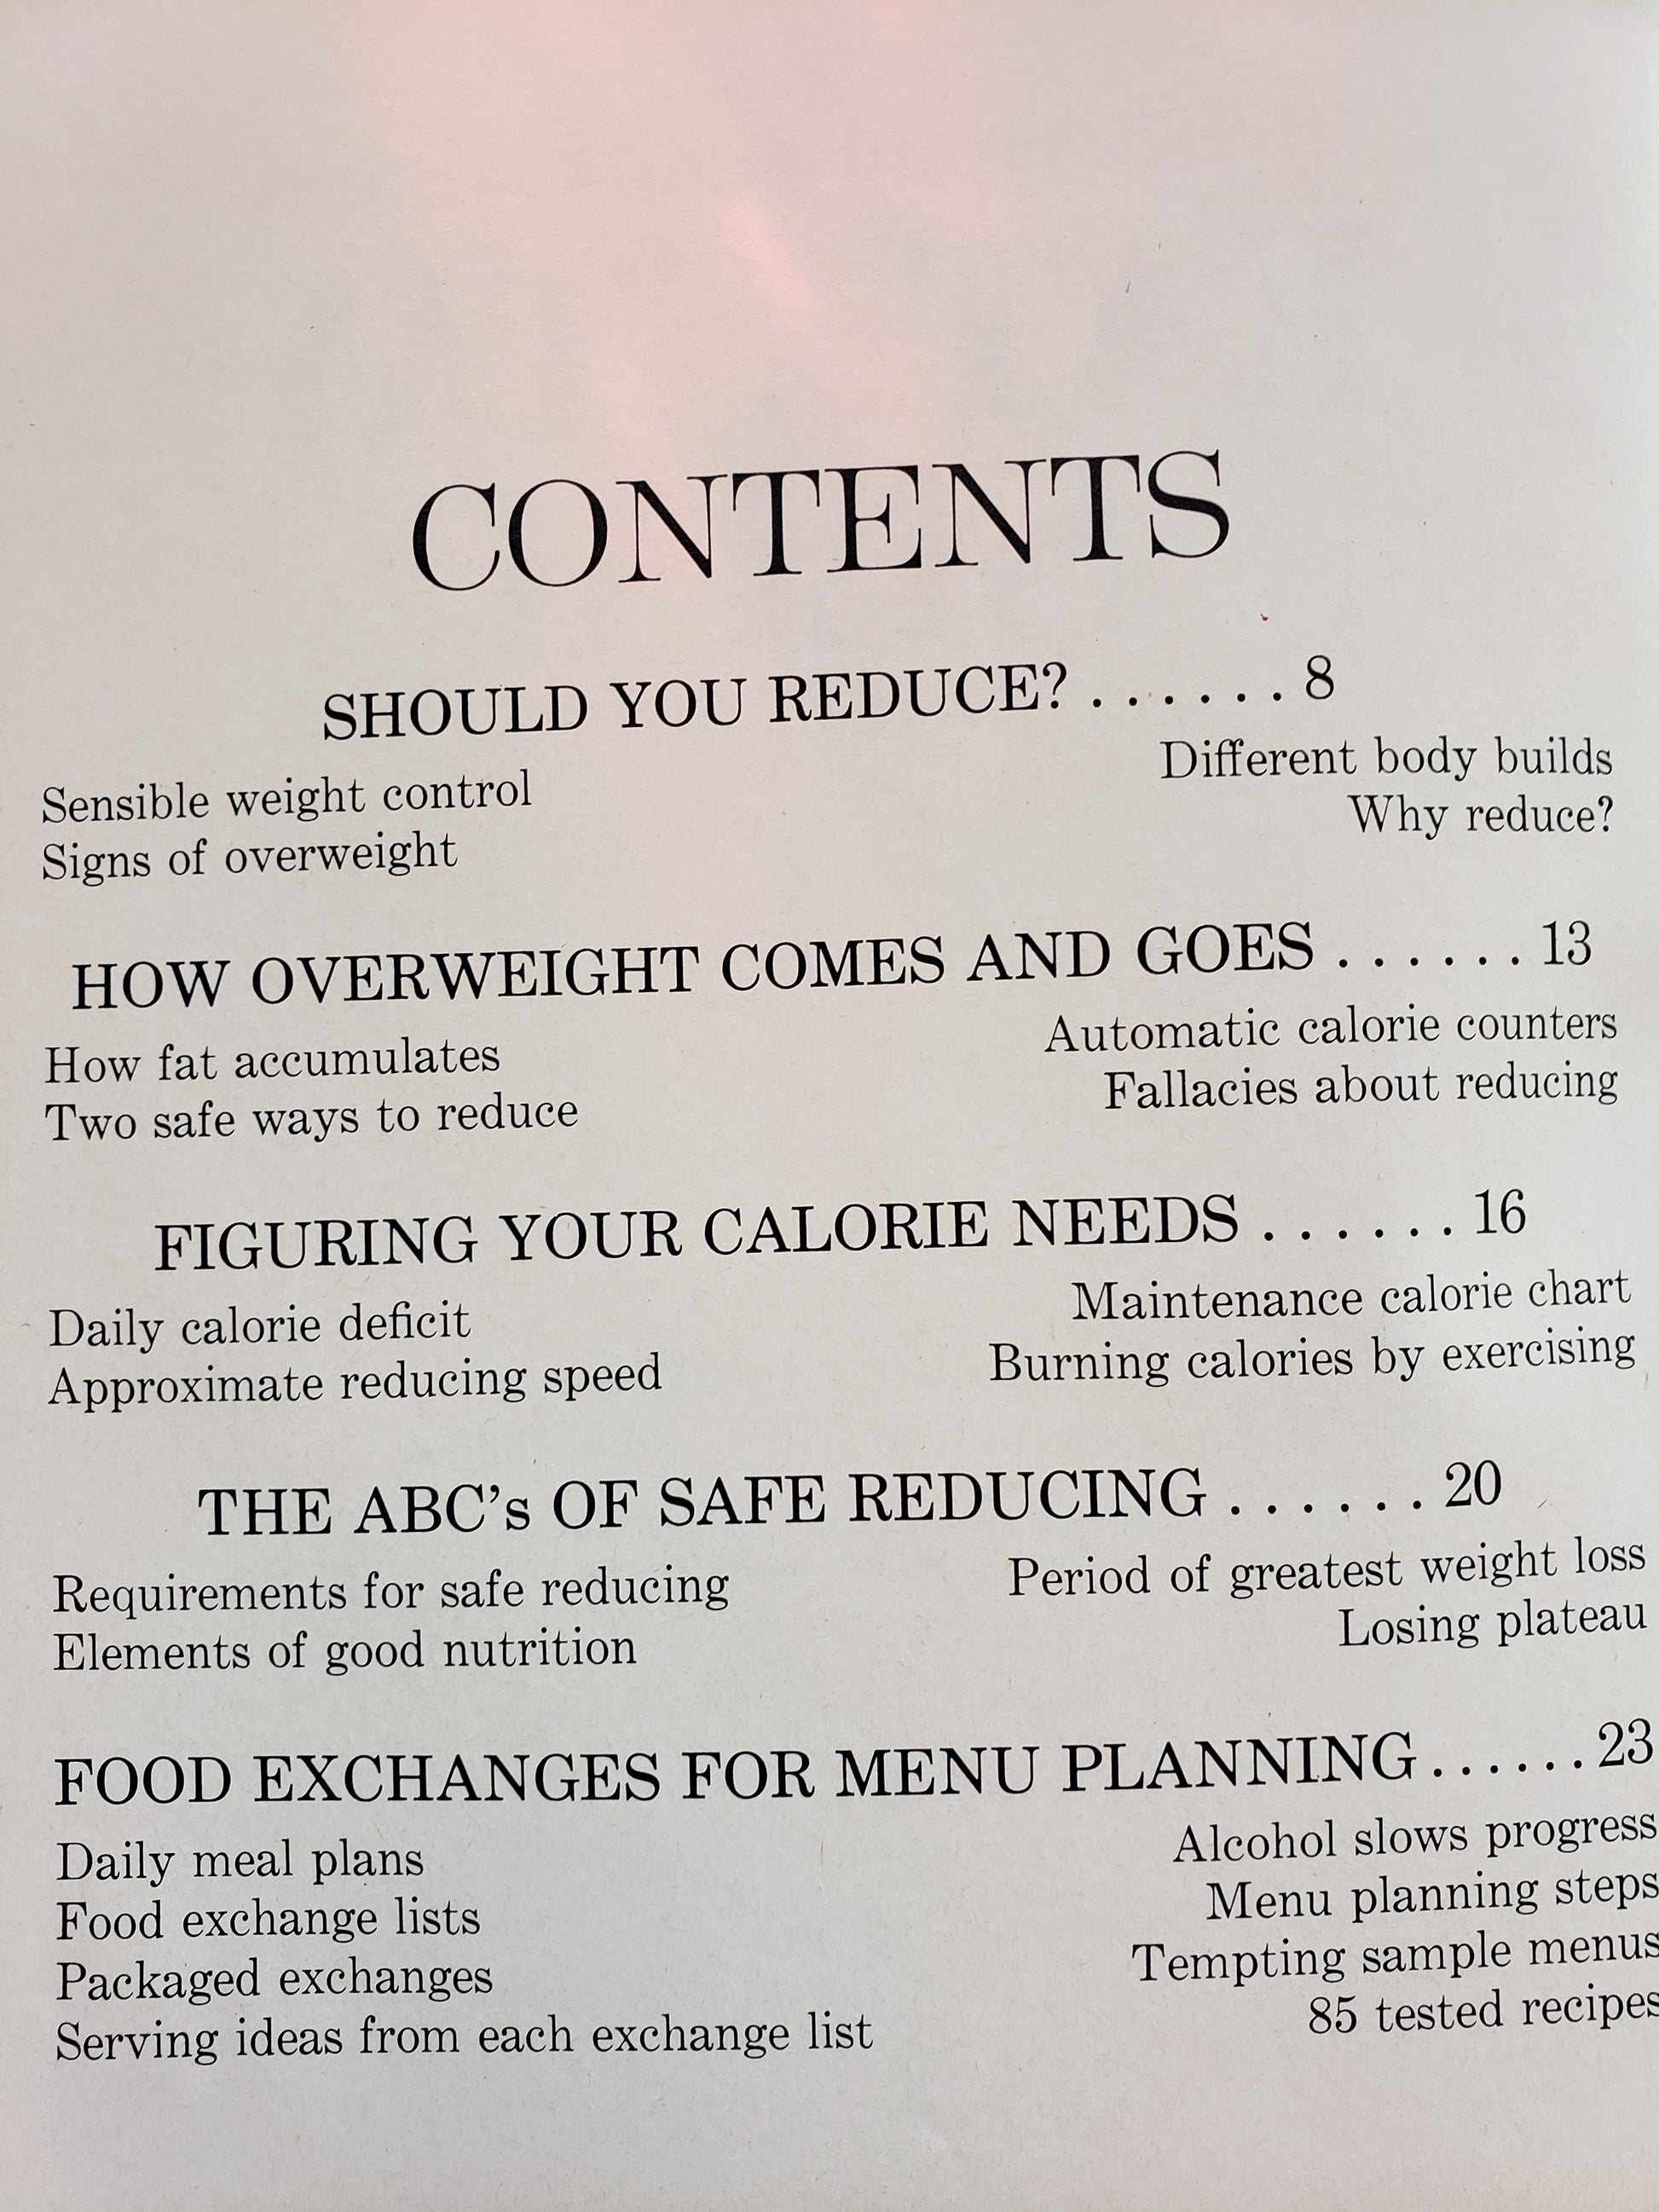 CONTENTS
SHOULD YOU REDUCE? . . . . . . 8
Sensible weight control
Signs of overweight
Different body builds
Why reduce?
HOW OVERWEIGHT COMES AND GOES . . . . . . 13
How fat accumulates
Two safe ways to reduce
Automatic calorie counters
Fallacies about reducing
FIGURING YOUR CALORIE NEEDS . . . . . . 16
Daily calorie deficit
Approximate reducing speed
Maintenance calorie chart
Burning calories by exercising
THE ABC's OF SAFE REDUCING . . . . . . 20
Requirements for safe reducing
Elements of good nutrition
Period of greatest weight loss
Losing plateau
FOOD EXCHANGES FOR MENU PLANNING . . . . . . 23
Daily meal plans
Food exchange lists
Packaged exchanges
Serving ideas from each exchange list
Alcohol slows progress
Menu planning steps
Tempting sample menus
85 tested recipes